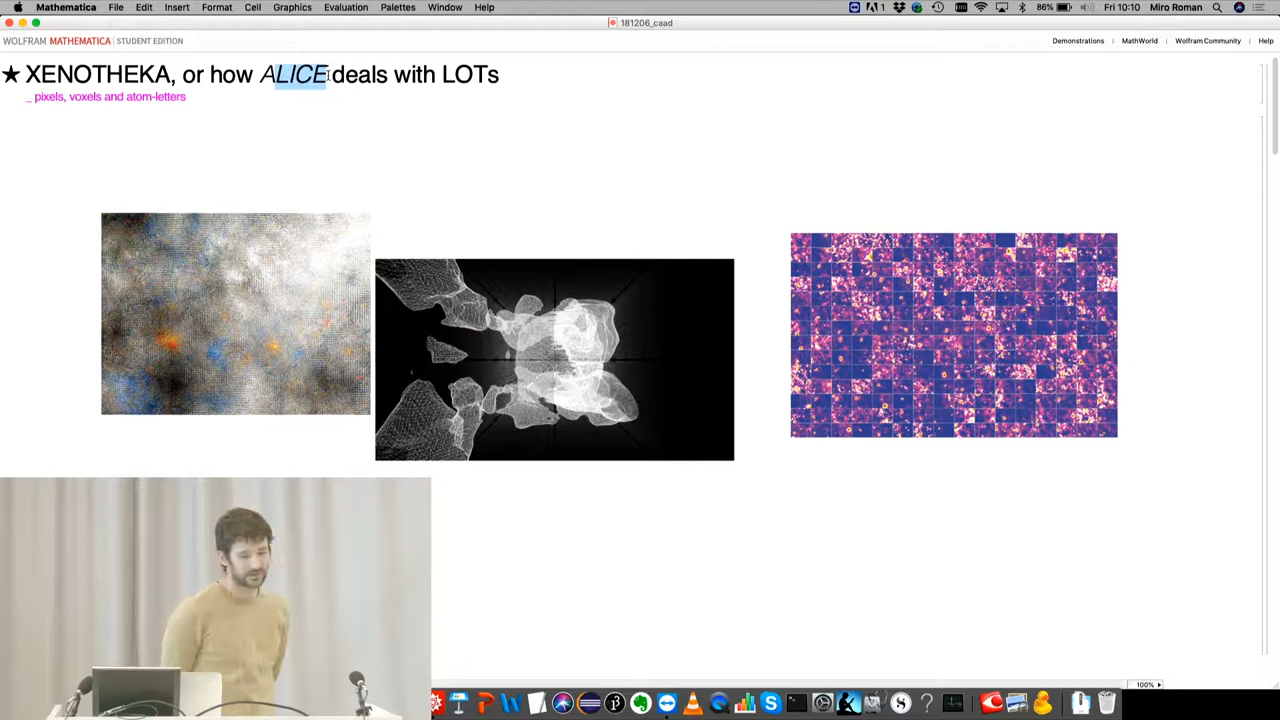 Mathematica File Edit Insert Format Cell Graphics Evaluation Palettes Window Help 1 86% Fri 10:10 Miro Roman
181206_caad
WOLFRAM MATHEMATICA | STUDENT EDITION Demonstrations | MathWorld | Wolfram Community | Help
★ XENOTHEKA, or how ALICE deals with LOTs
_ pixels, voxels and atom-letters
100%